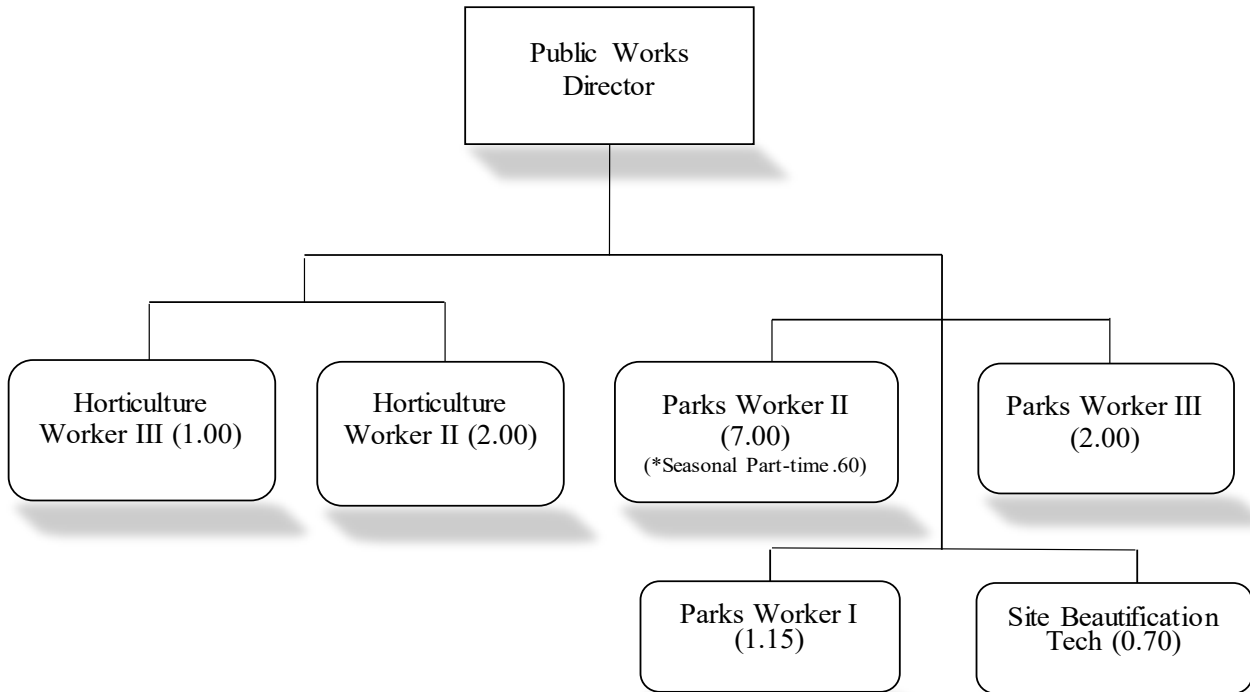 Public Works
Director
Horticulture
Worker III (1.00)
Horticulture
Worker II (2.00)
Parks Worker II
(7.00)
(*Seasonal Part-time .60)
Parks Worker III
(2.00)
Parks Worker I
(1.15)
Site Beautification
Tech (0.70)